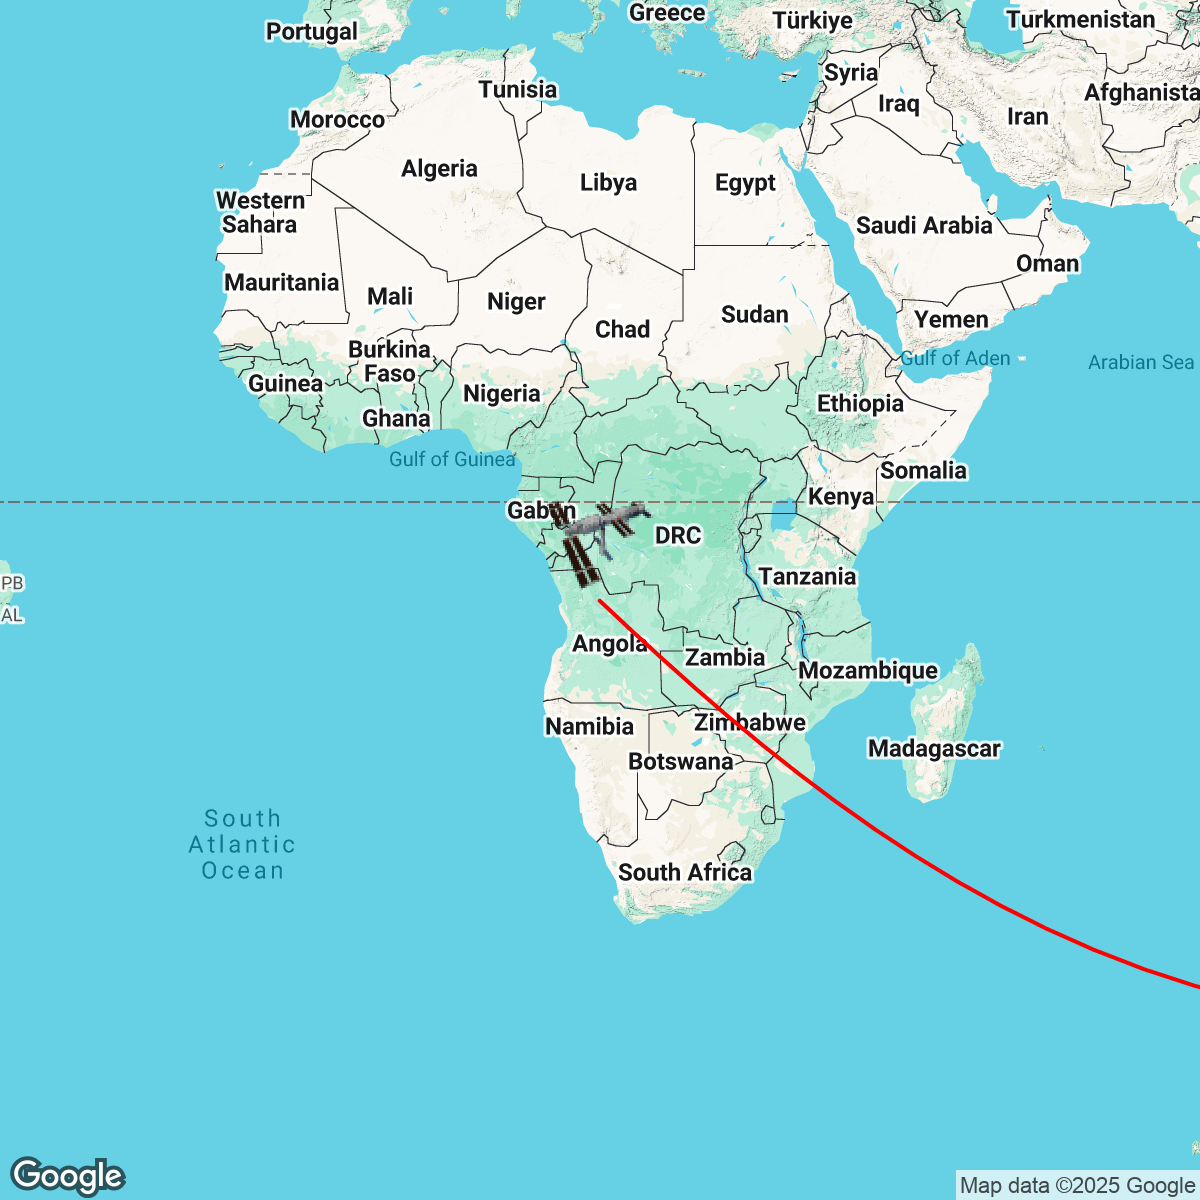 Greece
Türkiye
Turkmenistan
Portugal
Syria
Afghanista
Tunisia
Iraq
Iran
Morocco
Algeria
Libya
Egypt
Western
Sahara
Saudi Arabia
Oman
Mauritania
Mali
Niger
Chad
Sudan
Yemen
Burkina
Faso
Gulf of Aden
Arabian Sea
Guinea
Nigeria
Ethiopia
Ghana
Gulf of Guinea
Somalia
Kenya
Gabon
DRC
PB
Tanzania
AL
Angola
Zambia
Mozambique
Namibia
Zimbabwe
Madagascar
Botswana
South
Atlantic
Ocean
South Africa
Google
Map data ©2025 Google